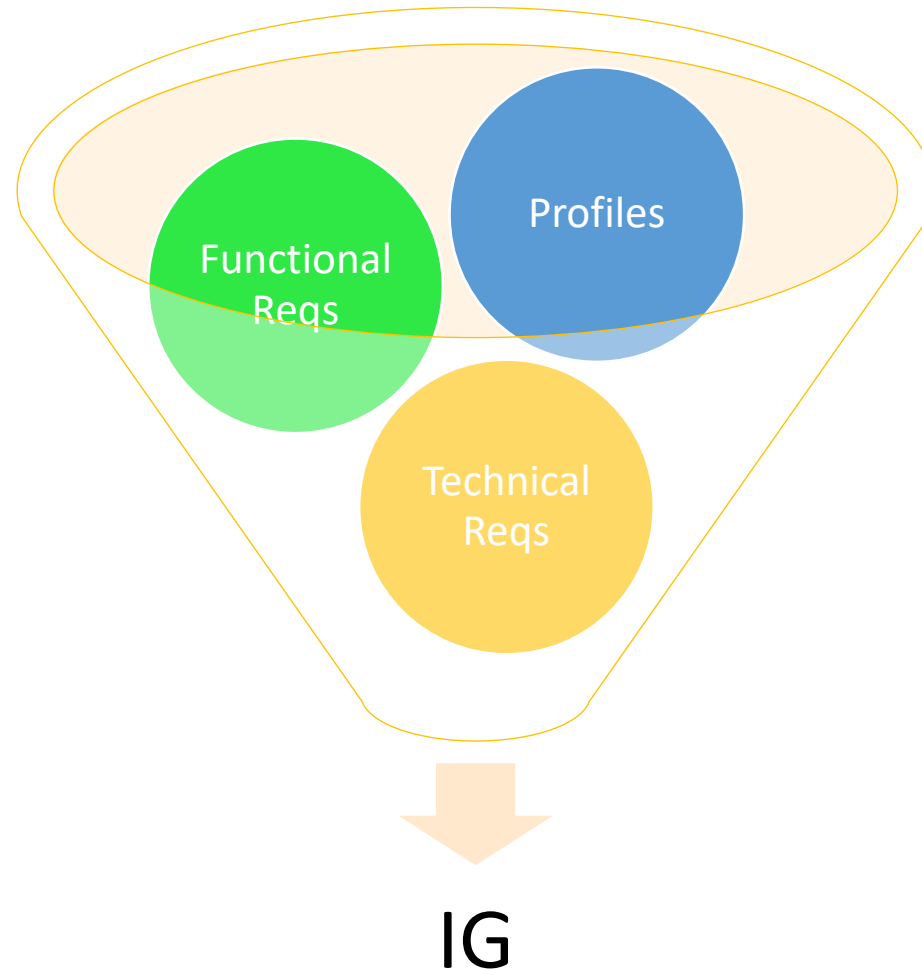 Profiles
Functional
Reqs
Technical
Reqs
IG